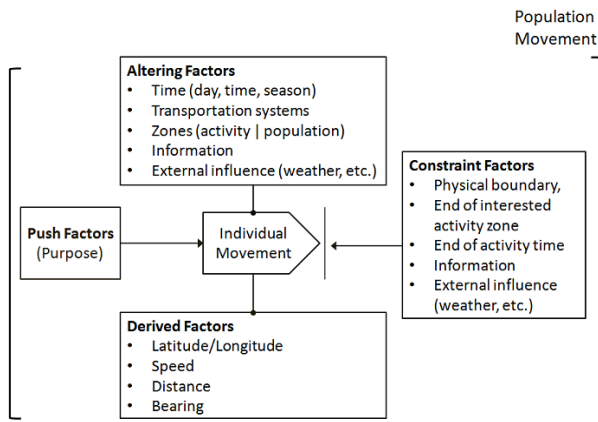 Population
Movement
Altering Factors
• Time (day, time, season)
• Transportation systems
• Zones (activity | population)
• Information
• External influence (weather, etc.)
Constraint Factors
• Physical boundary,
• End of interested
activity zone
• End of activity time
• Information
• External influence
(weather, etc.)
Push Factors
(Purpose)
Individual
Movement
Derived Factors
• Latitude/Longitude
• Speed
• Distance
• Bearing